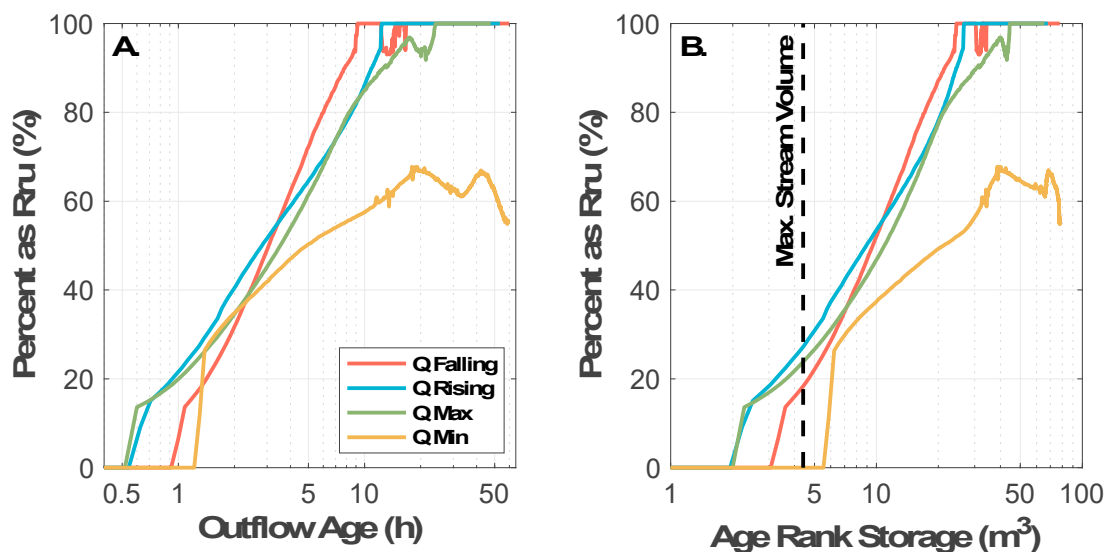 A.
100
80
60
40
20
0
Percent as Rru (%)
0.5 1 5 10 50
Outflow Age (h)
Q Falling
Q Rising
Q Max
Q Min
B.
100
80
60
40
20
0
Percent as Rru (%)
Max. Stream Volume
1 5 10 50 100
Age Rank Storage (m³)